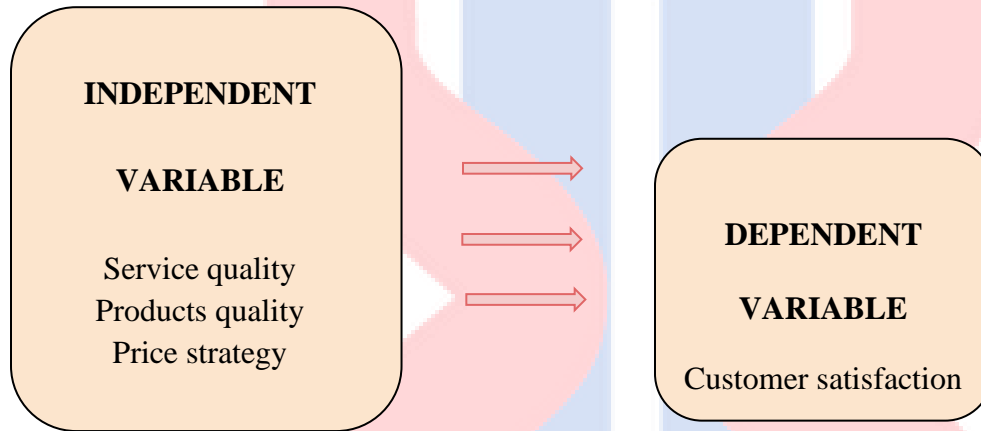 INDEPENDENT
VARIABLE
Service quality
Products quality
Price strategy
DEPENDENT
VARIABLE
Customer satisfaction